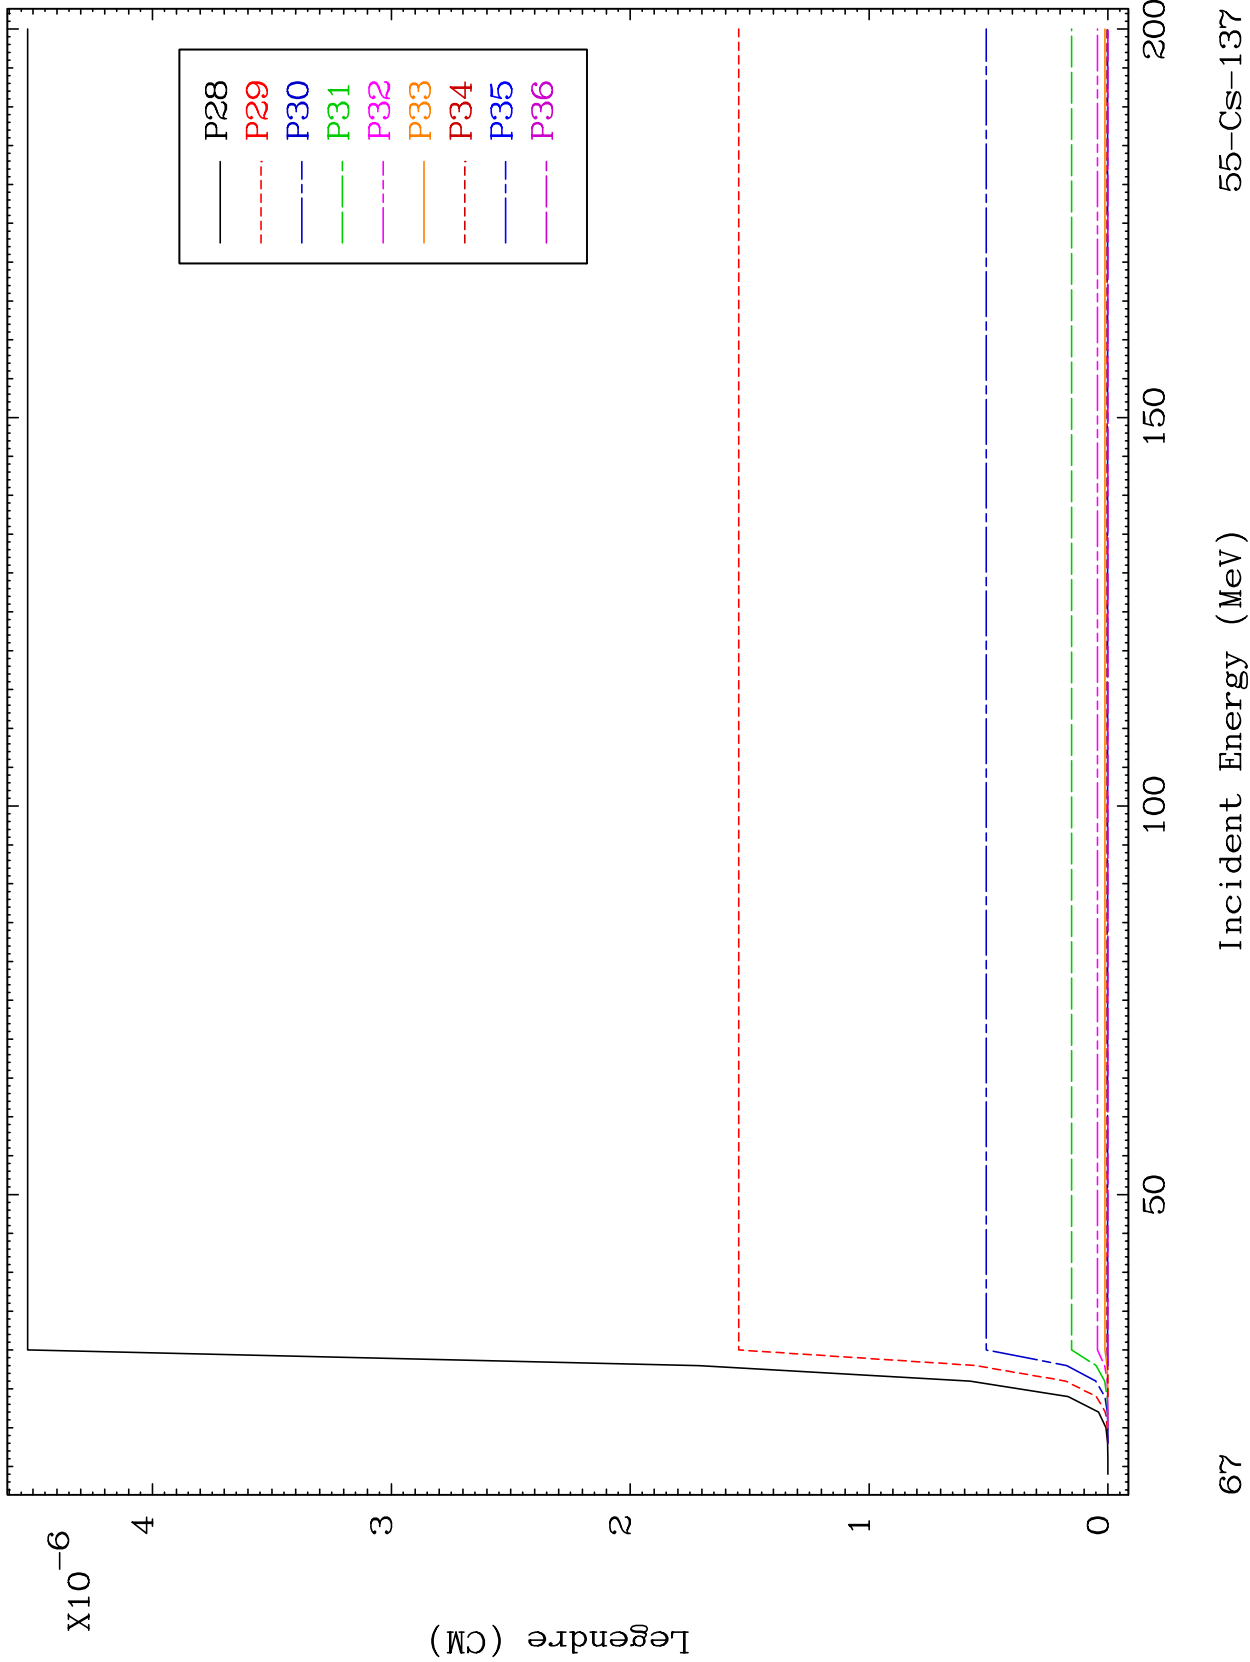 X10-6
4
3
2
1
0
Legendre (CM)
P28
P29
P30
P31
P32
P33
P34
P35
P36
50
100
150
200
67
Incident Energy (MeV)
55-Cs-137